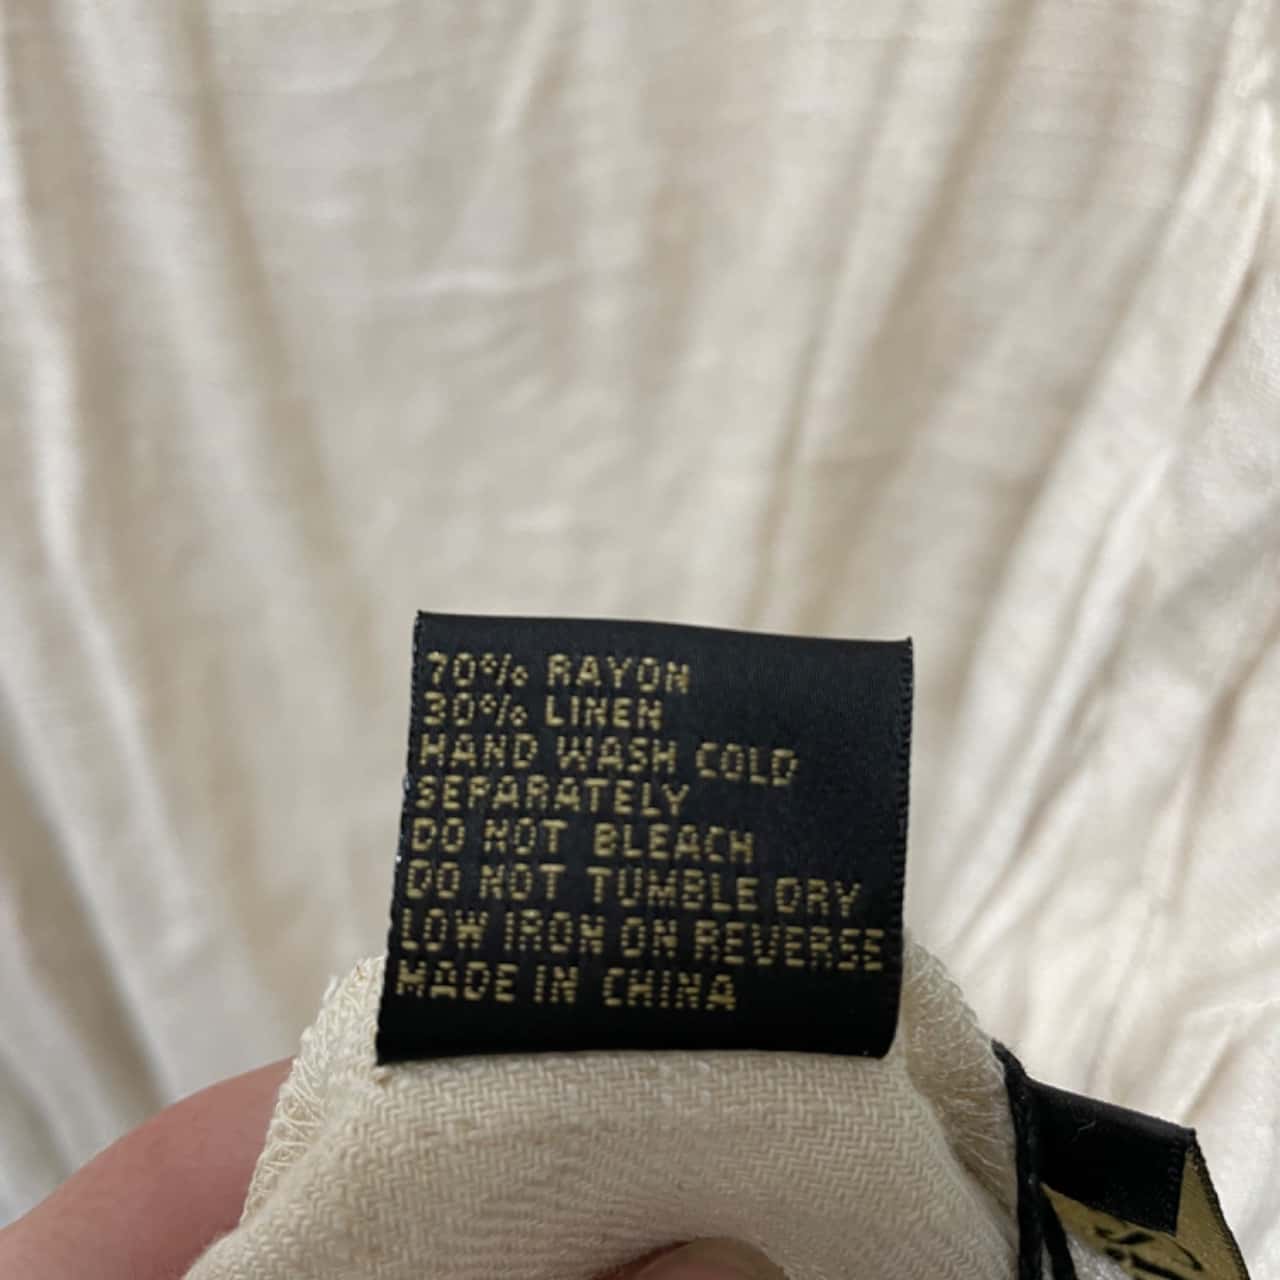 70% RAYON
30% LINEN
HAND WASH COLD
SEPARATELY
DO NOT BLEACH
DO NOT TUMBLE DRY
LOW IRON ON REVERSE
MADE IN CHINA